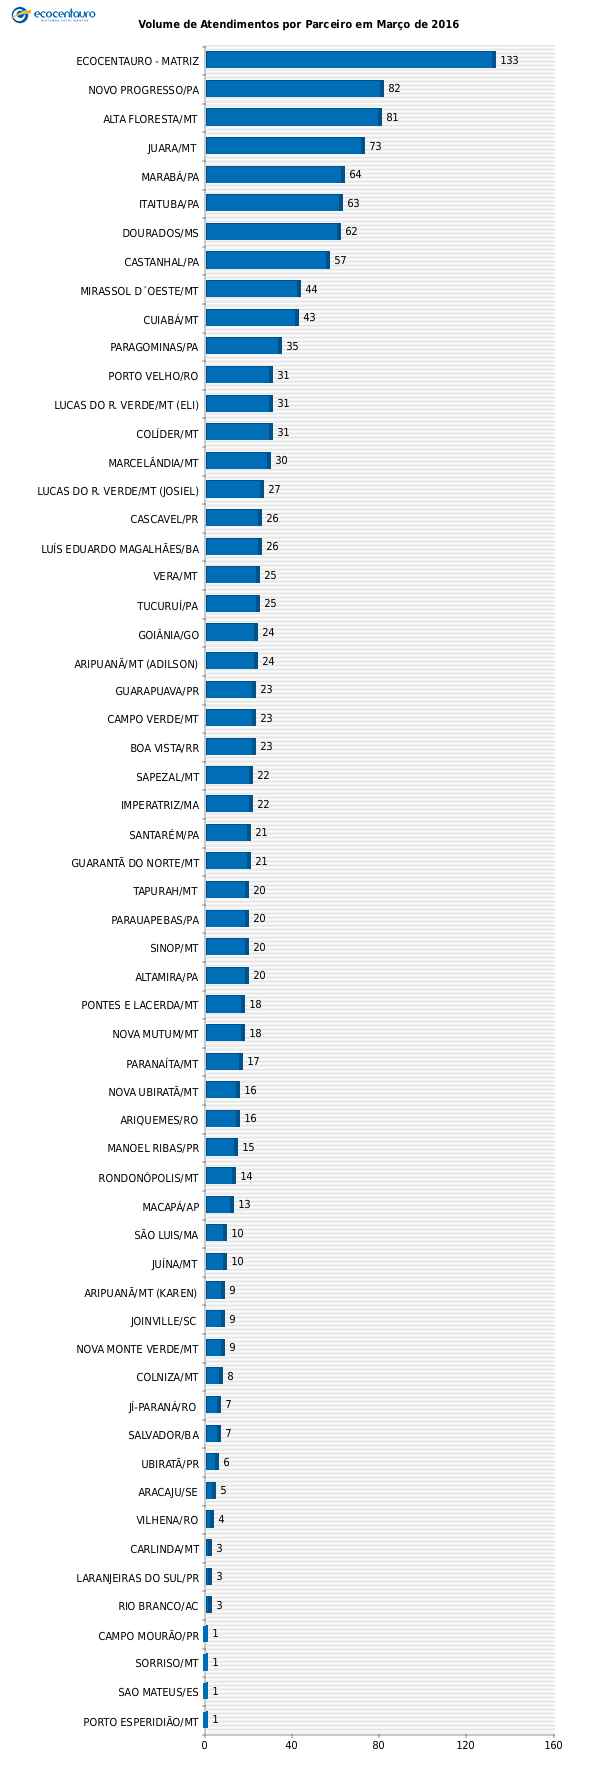 ecocentauro
Volume de Atendimentos por Parceiro em Março de 2016
ECOCENTAURO - MATRIZ 133
NOVO PROGRESSO/PA 82
ALTA FLORESTA/MT 81
JUARA/MT 73
MARABÁ/PA 64
ITAITUBA/PA 63
DOURADOS/MS 62
CASTANHAL/PA 57
MIRASSOL D´OESTE/MT 44
CUIABÁ/MT 43
PARAGOMINAS/PA 35
PORTO VELHO/RO 31
LUCAS DO R. VERDE/MT (ELI) 31
COLÍDER/MT 31
MARCELÂNDIA/MT 30
LUCAS DO R. VERDE/MT (JOSIEL) 27
CASCAVEL/PR 26
LUÍS EDUARDO MAGALHÃES/BA 26
VERA/MT 25
TUCURUÍ/PA 25
GOIÂNIA/GO 24
ARIPUANÃ/MT (ADILSON) 24
GUARAPUAVA/PR 23
CAMPO VERDE/MT 23
BOA VISTA/RR 23
SAPEZAL/MT 22
IMPERATRIZ/MA 22
SANTARÉM/PA 21
GUARANTÃ DO NORTE/MT 21
TAPURAH/MT 20
PARAUAPEBAS/PA 20
SINOP/MT 20
ALTAMIRA/PA 20
PONTES E LACERDA/MT 18
NOVA MUTUM/MT 18
PARANAÍTA/MT 17
NOVA UBIRATÃ/MT 16
ARIQUEMES/RO 16
MANOEL RIBAS/PR 15
RONDONÓPOLIS/MT 14
MACAPÁ/AP 13
SÃO LUIS/MA 10
JUÍNA/MT 10
ARIPUANÃ/MT (KAREN) 9
JOINVILLE/SC 9
NOVA MONTE VERDE/MT 9
COLNIZA/MT 8
JÍ-PARANÁ/RO 7
SALVADOR/BA 7
UBIRATÃ/PR 6
ARACAJU/SE 5
VILHENA/RO 4
CARLINDA/MT 3
LARANJEIRAS DO SUL/PR 3
RIO BRANCO/AC 3
CAMPO MOURÃO/PR 1
SORRISO/MT 1
SAO MATEUS/ES 1
PORTO ESPERIDIÃO/MT 1
0 40 80 120 160